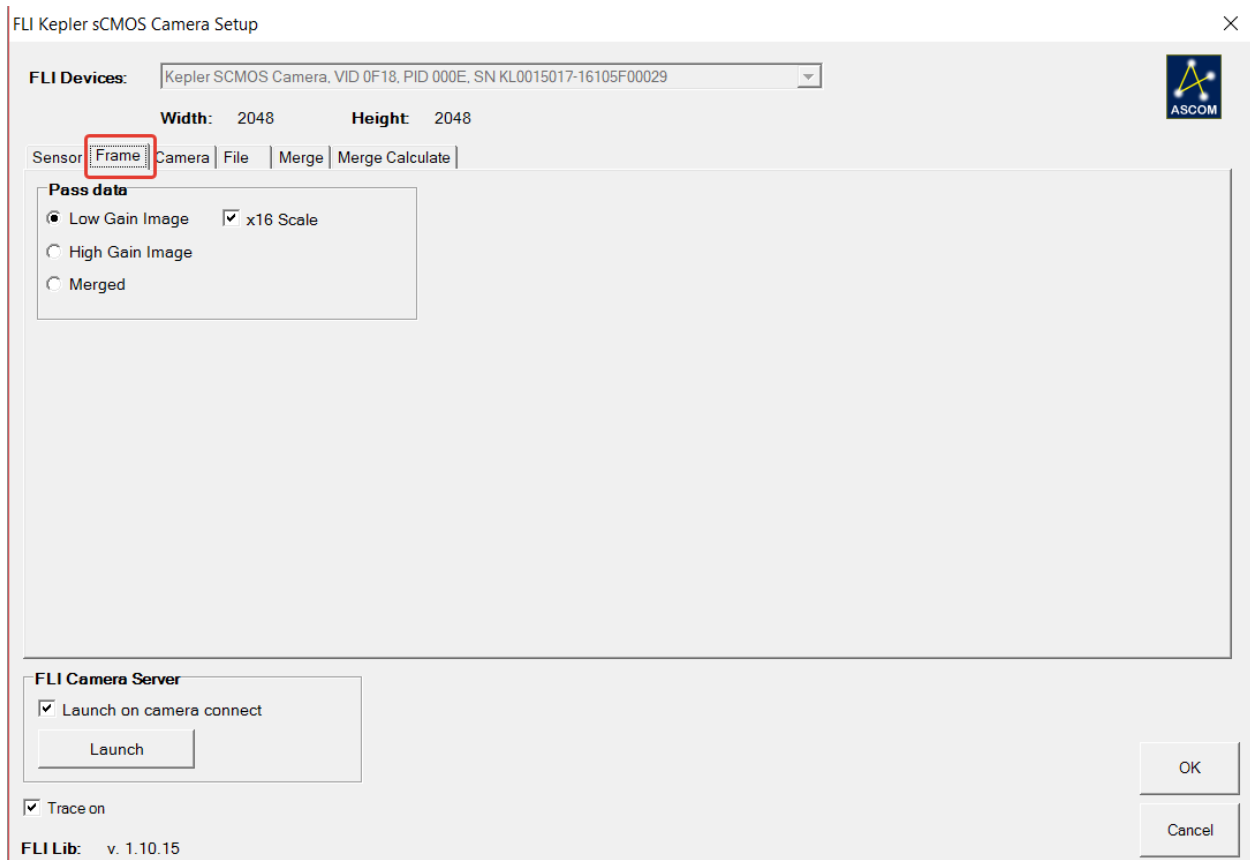 FLI Kepler sCMOS Camera Setup
FLI Devices: Kepler SCMOS Camera, VID 0F18, PID 000E, SN KL0015017-16105F00029
ASCOM
Width: 2048 Height: 2048
Sensor Frame Camera File Merge Merge Calculate
Pass data
Low Gain Image x16 Scale
High Gain Image
Merged
FLI Camera Server
Launch on camera connect
Launch
OK
Trace on
Cancel
FLI Lib: v. 1.10.15